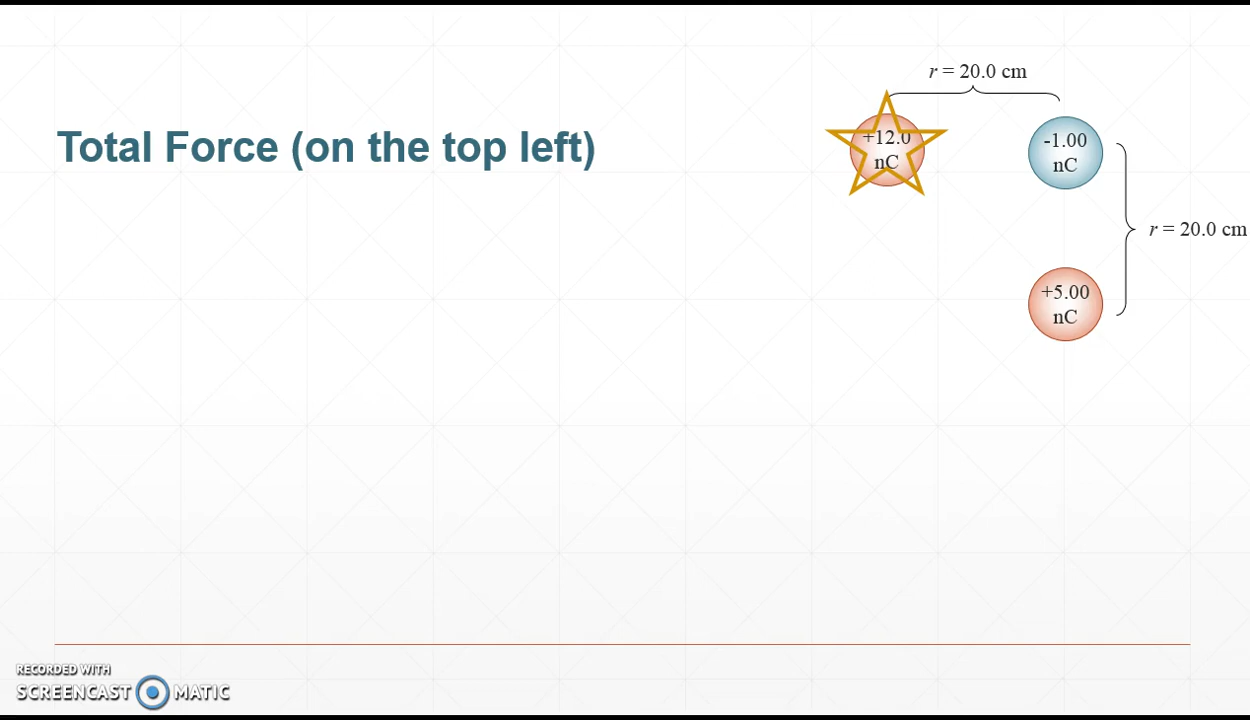 r = 20.0 cm
Total Force (on the top left)
+12.0
nC
-1.00
nC
r = 20.0 cm
+5.00
nC
RECORDED WITH
SCREENCAST MATIC